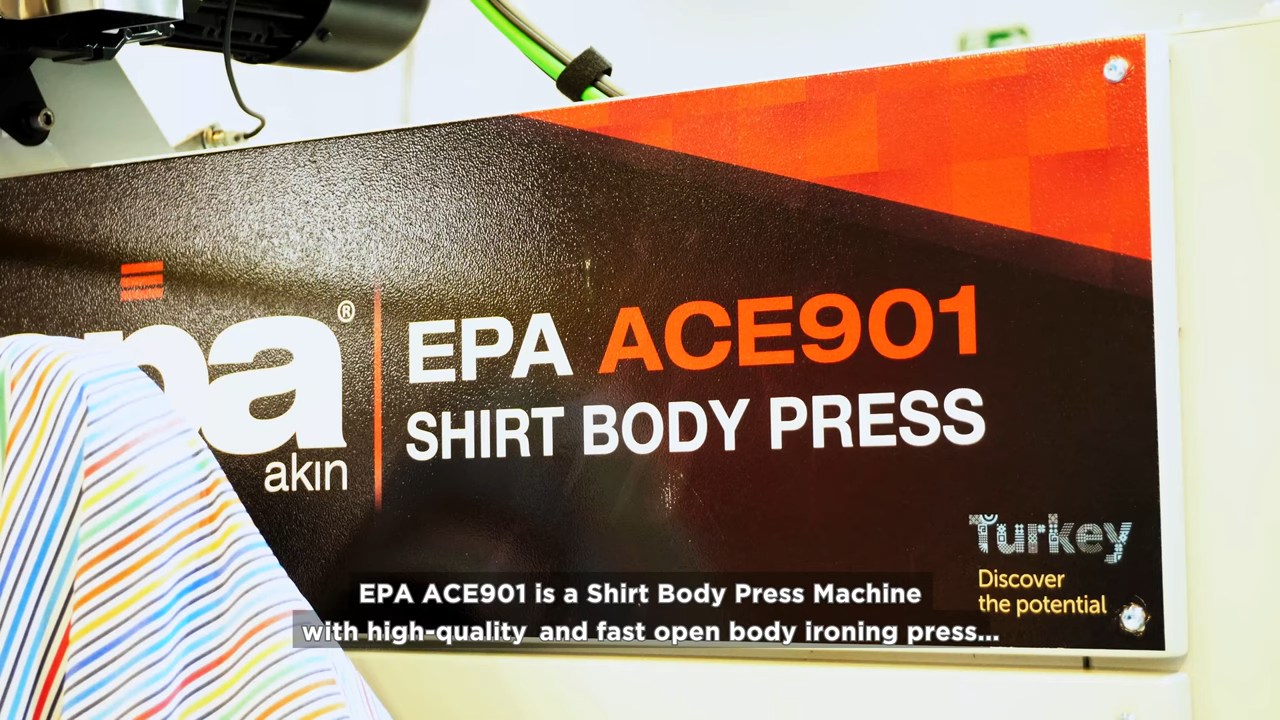 epa®
akın
EPA ACE901
SHIRT BODY PRESS
Turkey
Discover
the potential
EPA ACE901 is a Shirt Body Press Machine
with high-quality and fast open body ironing press...